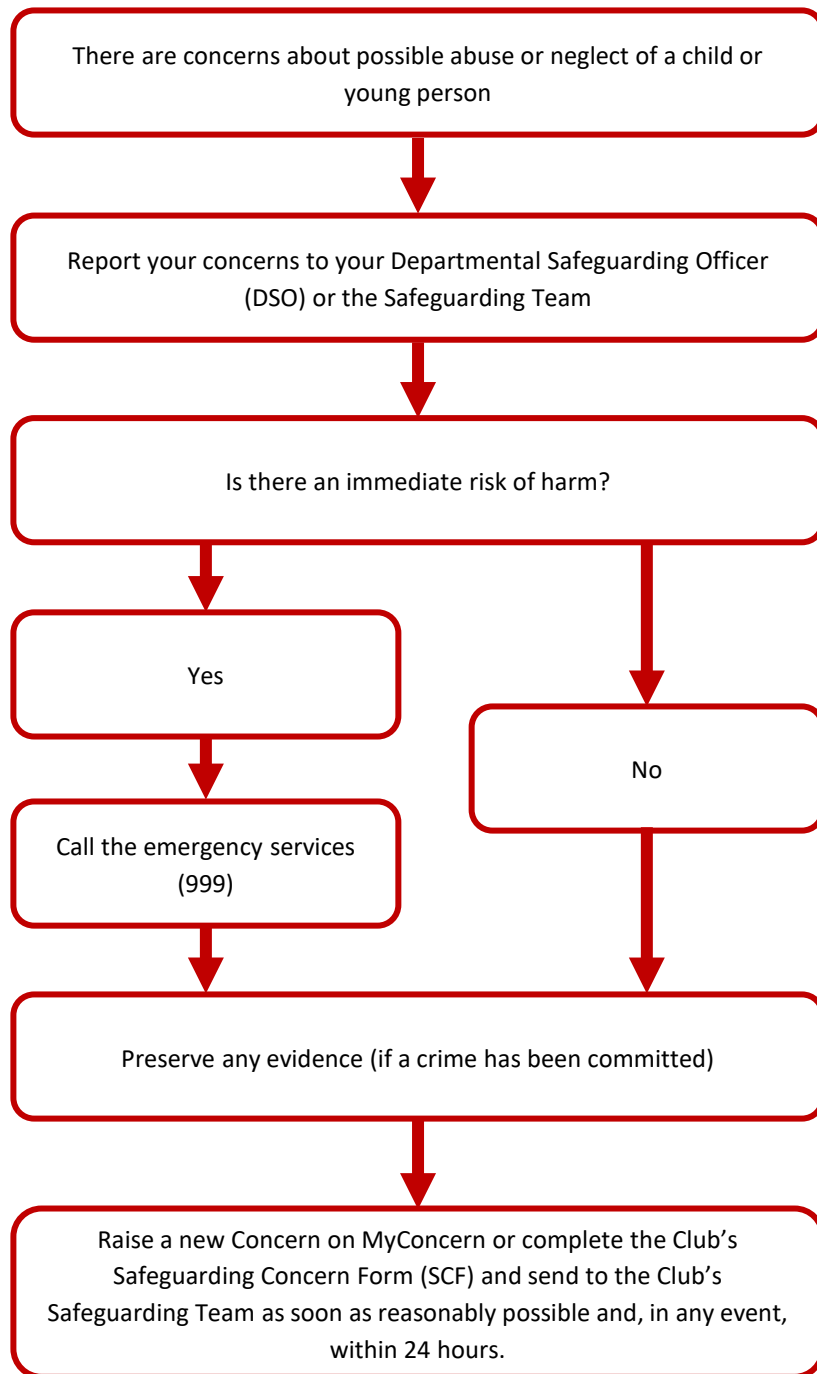 There are concerns about possible abuse or neglect of a child or
young person
Report your concerns to your Departmental Safeguarding Officer
(DSO) or the Safeguarding Team
Is there an immediate risk of harm?
Yes
No
Call the emergency services
(999)
Preserve any evidence (if a crime has been committed)
Raise a new Concern on MyConcern or complete the Club’s
Safeguarding Concern Form (SCF) and send to the Club’s
Safeguarding Team as soon as reasonably possible and, in any event,
within 24 hours.